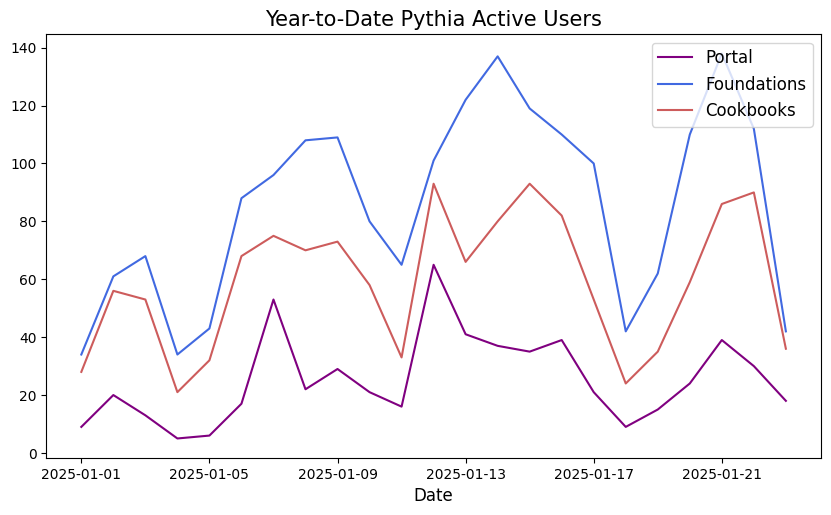 Year-to-Date Pythia Active Users
140
120
100
80
60
40
20
0
Portal
Foundations
Cookbooks
2025-01-01
2025-01-05
2025-01-09
2025-01-13
2025-01-17
2025-01-21
Date